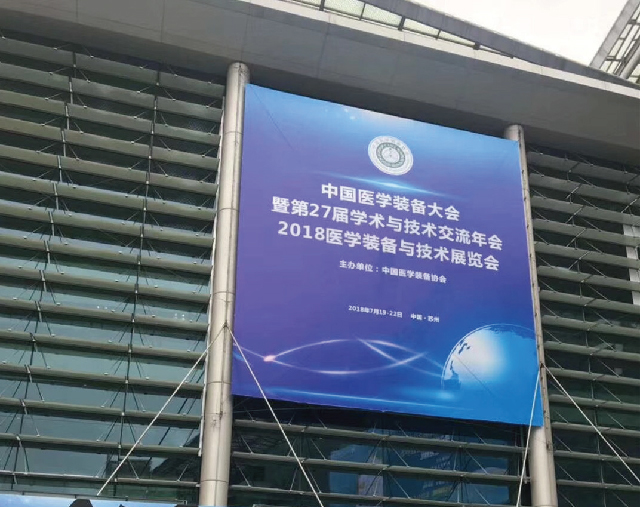 中国医学装备大会
暨第27届学术与技术交流年会
2018医学装备与技术展览会
主办单位：中国医学装备协会
2018年7月19-22日 中国·苏州